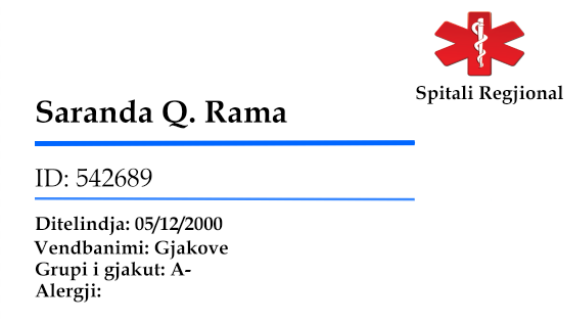 Spitali Regjional
Saranda Q. Rama
ID: 542689
Ditelindja: 05/12/2000
Vendbanimi: Gjakove
Grupi i gjakut: A-
Alergji: